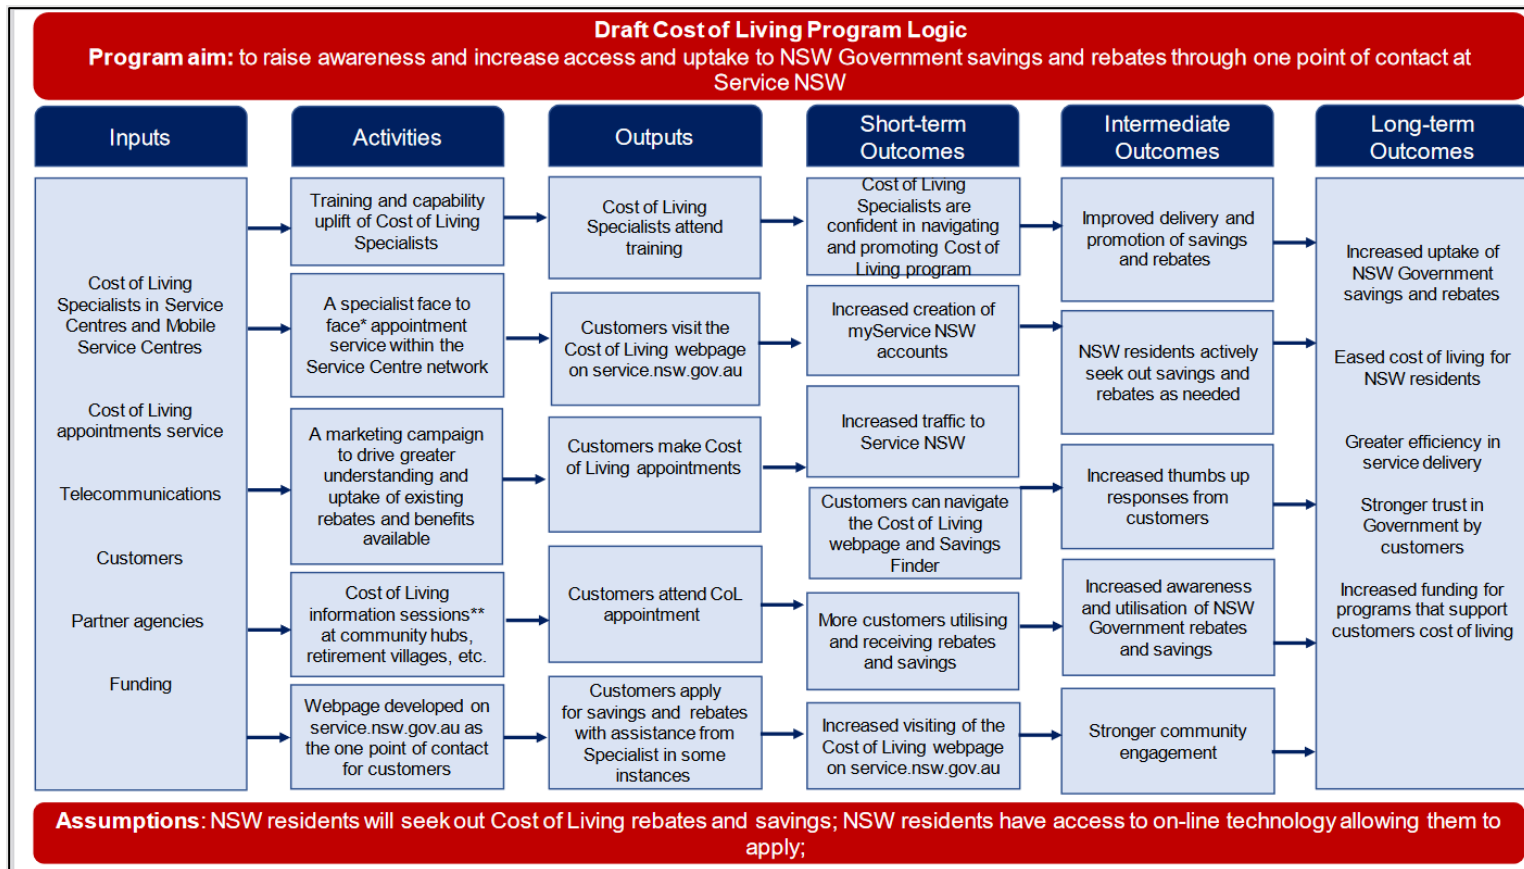 Draft Cost of Living Program Logic
Program aim: to raise awareness and increase access and uptake to NSW Government savings and rebates through one point of contact at
Service NSW
Inputs
Activities
Outputs
Short-term
Outcomes
Intermediate
Outcomes
Long-term
Outcomes
Cost of Living
Specialists in Service
Centres and Mobile
Service Centres
Cost of Living
appointments service
Telecommunications
Customers
Partner agencies
Funding
Training and capability
uplift of Cost of Living
Specialists
A specialist face to
face* appointment
service within the
Service Centre network
A marketing campaign
to drive greater
understanding and
uptake of existing
rebates and benefits
available
Cost of Living
information sessions**
at community hubs,
retirement villages, etc.
Webpage developed on
service.nsw.gov.au as
the one point of contact
for customers
Cost of Living
Specialists attend
training
Customers visit the
Cost of Living webpage
on service.nsw.gov.au
Customers make Cost
of Living appointments
Customers attend CoL
appointment
Customers apply
for savings and rebates
with assistance from
Specialist in some
instances
Cost of Living
Specialists are
confident in navigating
and promoting Cost of
Living program
Increased creation of
myService NSW
accounts
Increased traffic to
Service NSW
Customers can navigate
the Cost of Living
webpage and Savings
Finder
More customers utilising
and receiving rebates
and savings
Increased visiting of the
Cost of Living webpage
on service.nsw.gov.au
Improved delivery and
promotion of savings
and rebates
NSW residents actively
seek out savings and
rebates as needed
Increased thumbs up
responses from
customers
Increased awareness
and utilisation of NSW
Government rebates
and savings
Stronger community
engagement
Increased uptake of
NSW Government
savings and rebates
Eased cost of living for
NSW residents
Greater efficiency in
service delivery
Stronger trust in
Government by
customers
Increased funding for
programs that support
customers cost of living
Assumptions: NSW residents will seek out Cost of Living rebates and savings; NSW residents have access to on-line technology allowing them to
apply;